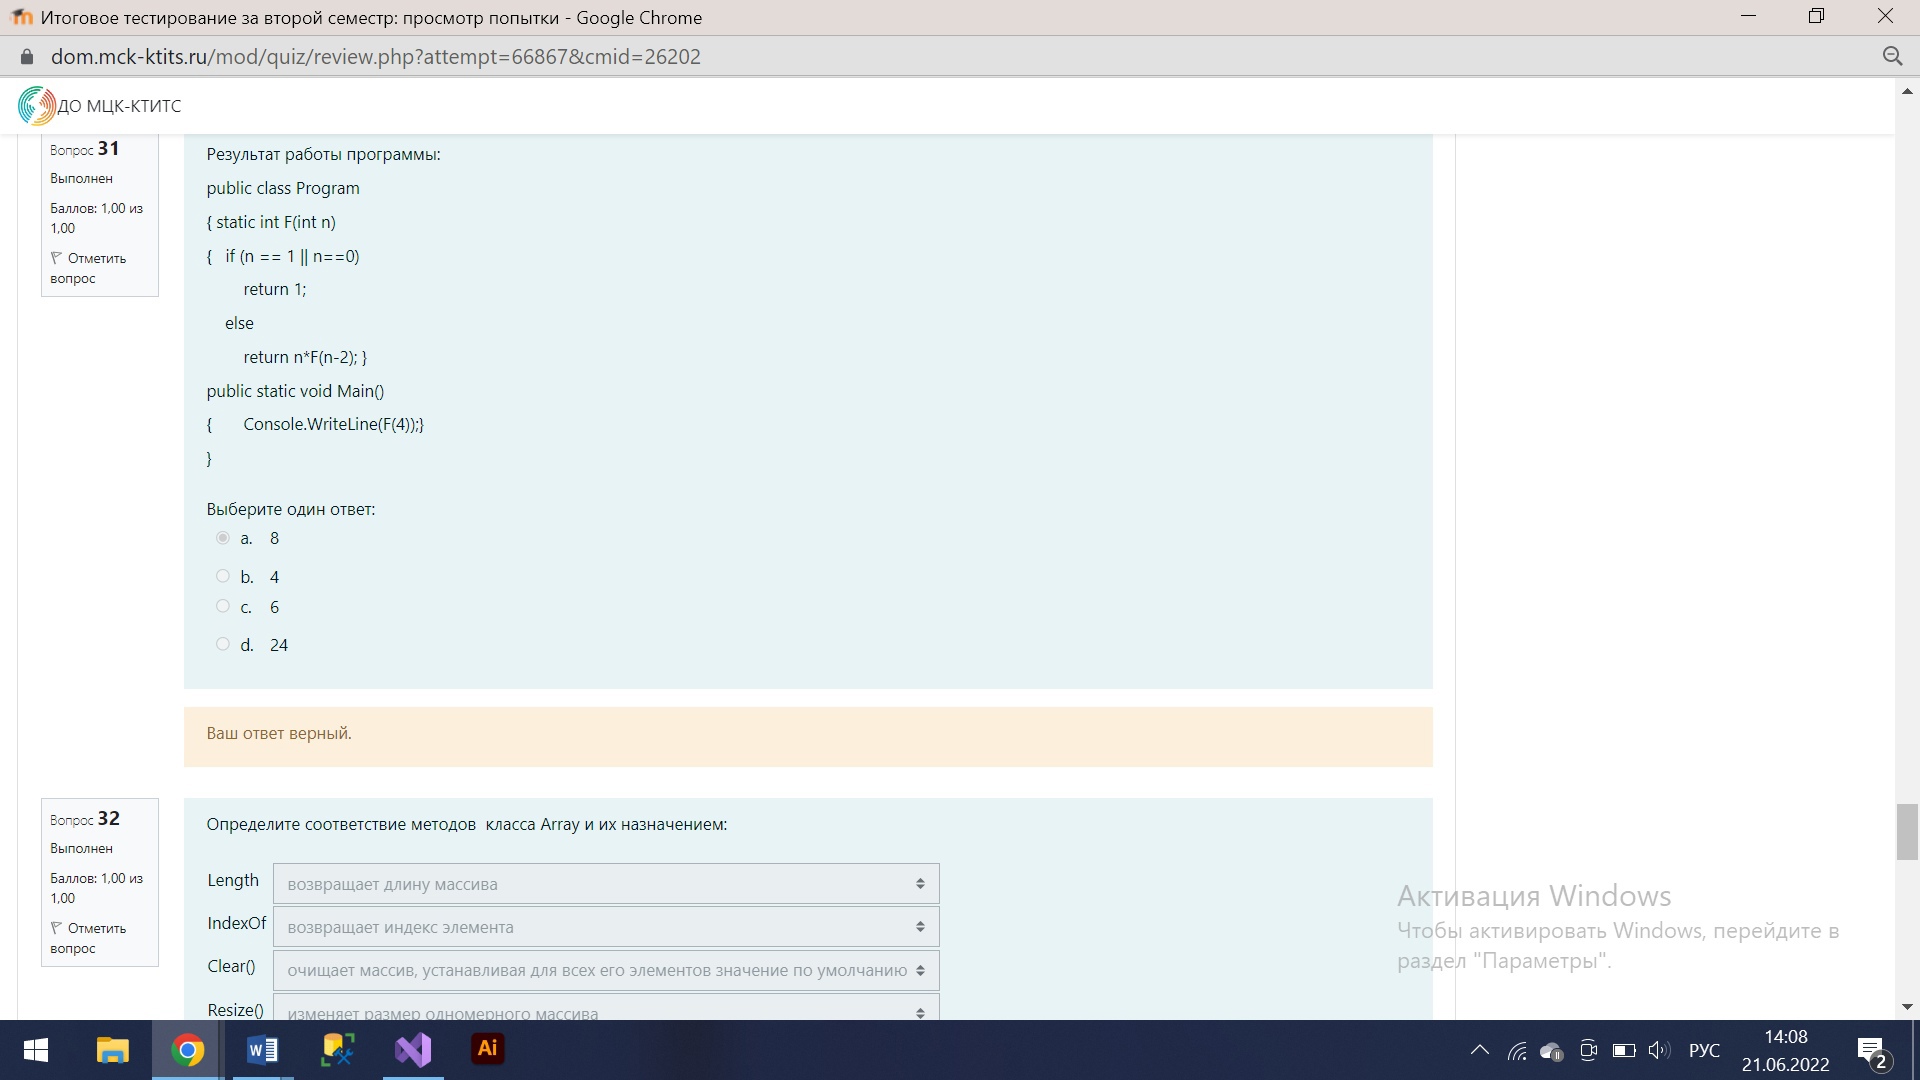 Итоговое тестирование за второй семестр: просмотр попытки - Google Chrome
dom.mck-ktits.ru/mod/quiz/review.php?attempt=66867&cmid=26202
ДО МЦК-КТИТС
Вопрос 31
Выполнен
Баллов: 1,00 из
1,00
Отметить
вопрос
Результат работы программы:
public class Program
{ static int F(int n)
{ if (n == 1 || n==0)
return 1;
else
return n*F(n-2); }
public static void Main()
{ Console.WriteLine(F(4));}
}
Выберите один ответ:
a. 8
b. 4
c. 6
d. 24
Ваш ответ верный.
Вопрос 32
Выполнен
Баллов: 1,00 из
1,00
Отметить
вопрос
Определите соответствие методов класса Array и их назначением:
Length возвращает длину массива
IndexOf возвращает индекс элемента
Clear() очищает массив, устанавливая для всех его элементов значение по умолчанию
Resize() изменяет размер одномерного массива
Активация Windows
Чтобы активировать Windows, перейдите в
раздел "Параметры".
W
Ai
РУС
14:08
21.06.2022
2